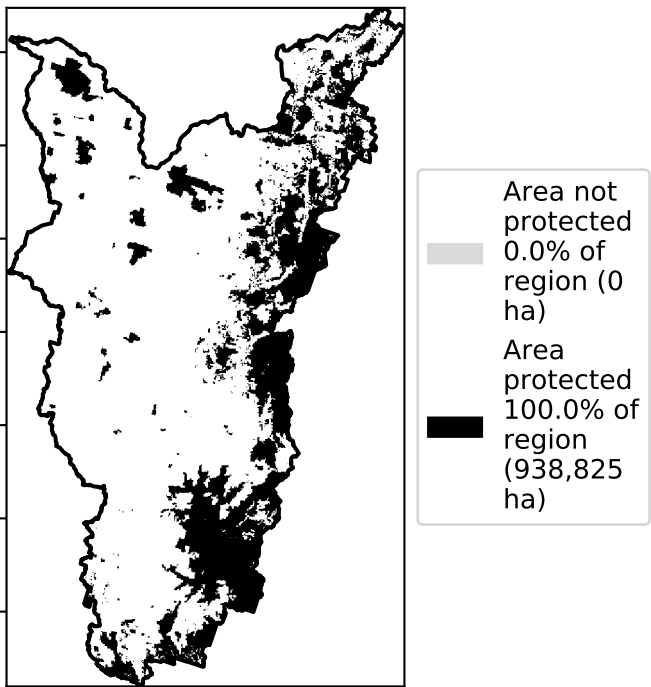 Area not
protected
0.0% of
region (0
ha)
Area
protected
100.0% of
region
(938,825
ha)